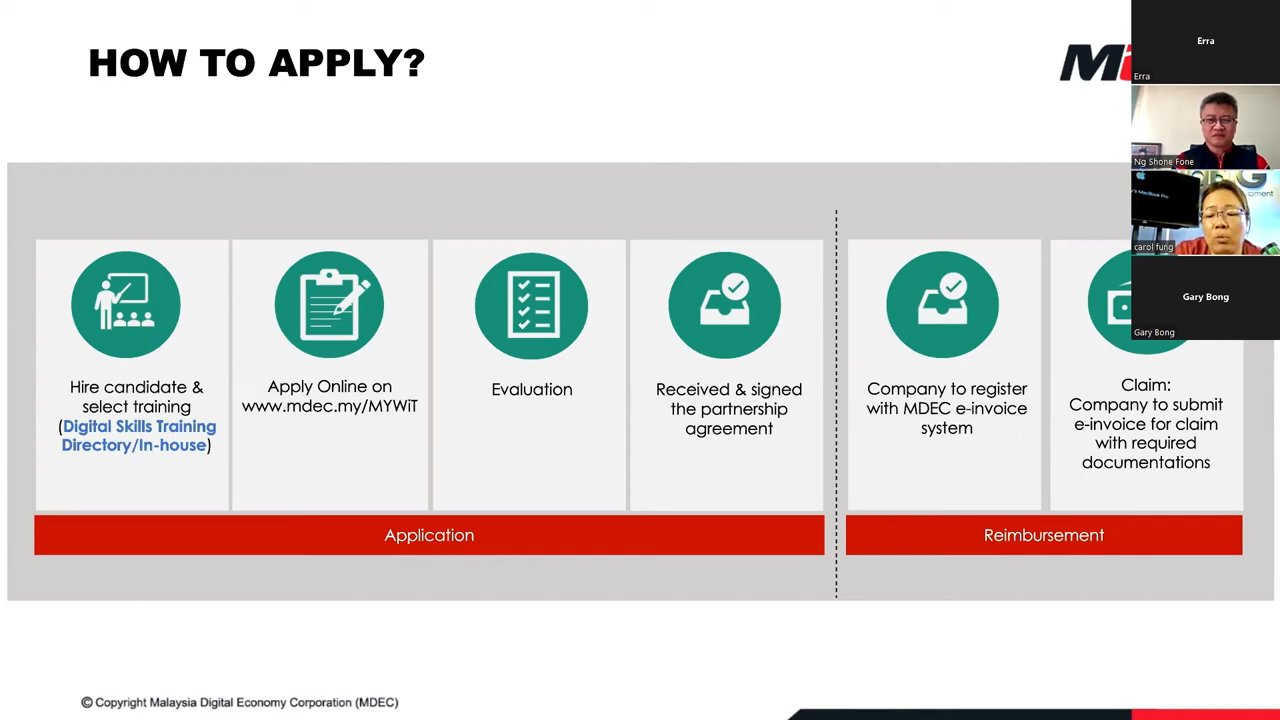 HOW TO APPLY?
Erra
Erra
Ng Shone Fone
carol fung
Gary Bong
Gary Bong
Hire candidate &
select training
(Digital Skills Training
Directory/In-house)
Apply Online on
www.mdec.my/MYWiT
Evaluation
Received & signed
the partnership
agreement
Company to register
with MDEC e-invoice
system
Claim:
Company to submit
e-invoice for claim
with required
documentations
Application
Reimbursement
© Copyright Malaysia Digital Economy Corporation (MDEC)